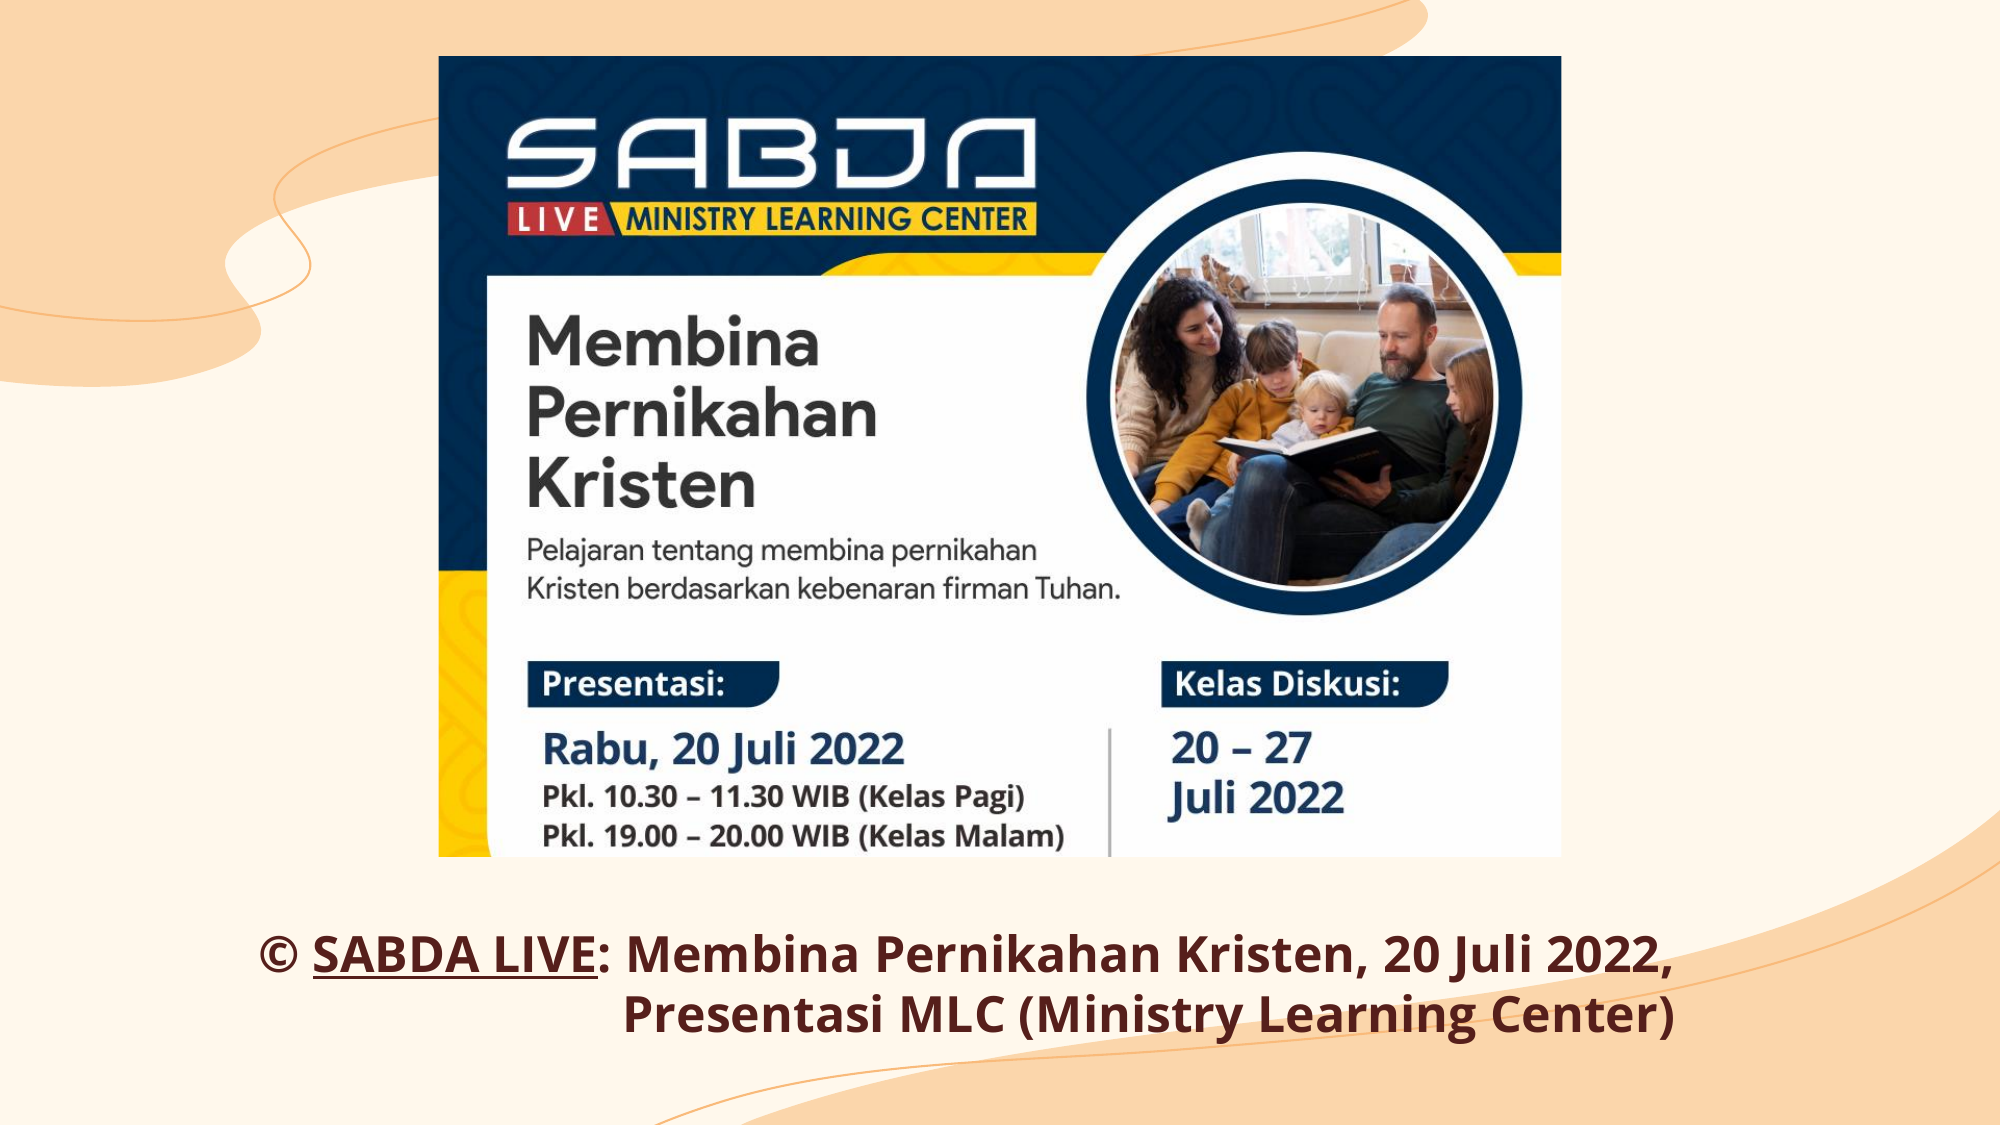 SABDA
LIVE MINISTRY LEARNING CENTER
Membina
Pernikahan
Kristen
Pelajaran tentang membina pernikahan
Kristen berdasarkan kebenaran firman Tuhan.
Presentasi:
Rabu, 20 Juli 2022
Pkl. 10.30 – 11.30 WIB (Kelas Pagi)
Pkl. 19.00 – 20.00 WIB (Kelas Malam)
Kelas Diskusi:
20 – 27
Juli 2022
© SABDA LIVE: Membina Pernikahan Kristen, 20 Juli 2022,
Presentasi MLC (Ministry Learning Center)